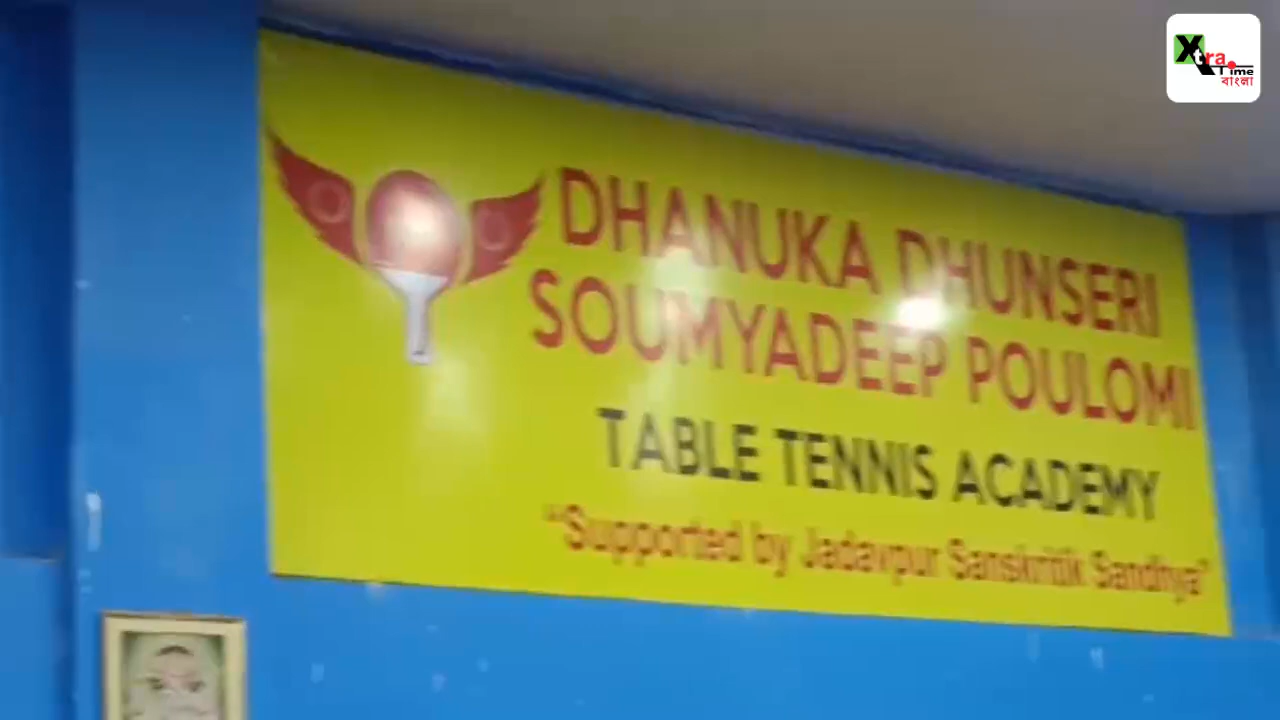 Xtra
Time
বাংলা
DHANUKA DHUNSERI
SOUMYADEEP POULOMI
TABLE TENNIS ACADEMY
"Supported by Jadavpur Sanskritik Sandhya"